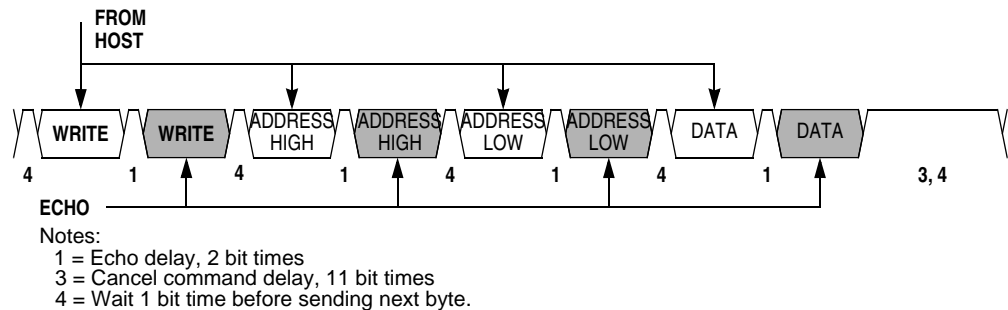 FROM
HOST
WRITE WRITE ADDRESS HIGH ADDRESS HIGH ADDRESS LOW ADDRESS LOW DATA DATA
4 1 4 1 4 1 4 1 3, 4
ECHO
Notes:
1 = Echo delay, 2 bit times
3 = Cancel command delay, 11 bit times
4 = Wait 1 bit time before sending next byte.